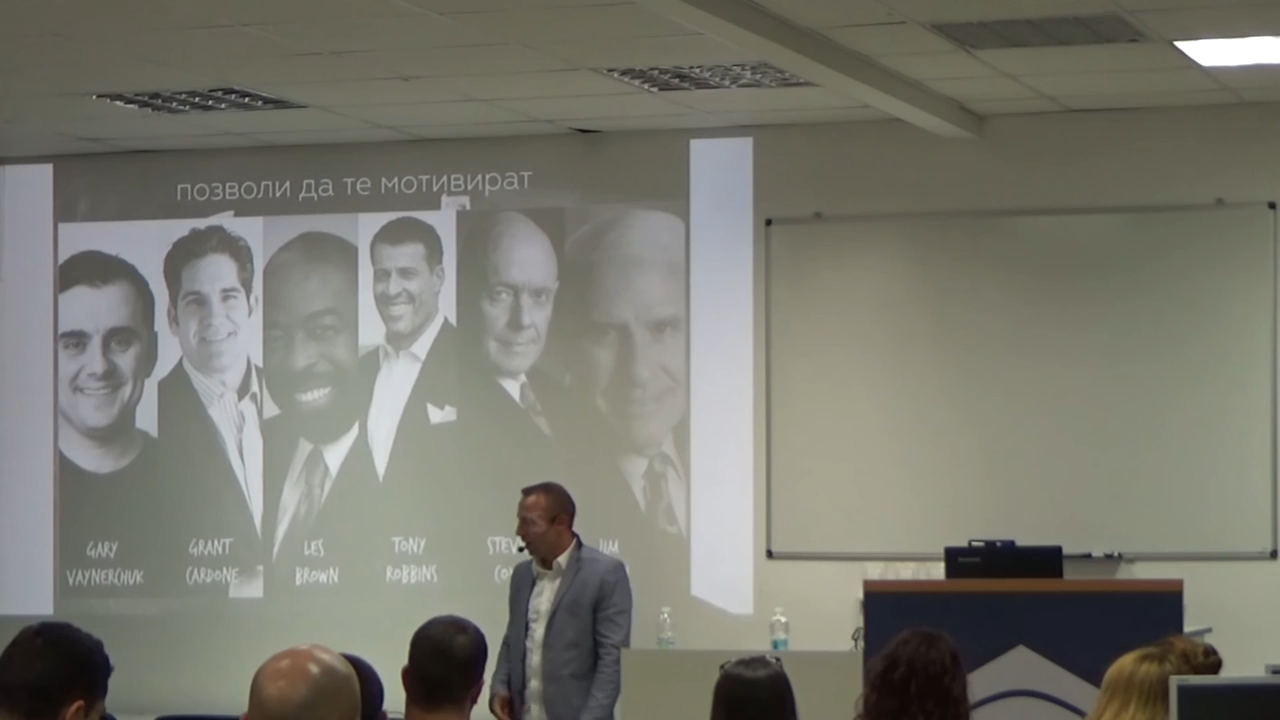 позволи да те мотивират
GARY
VAYNERCHUK
GRANT
CARDONE
LES
BROWN
TONY
ROBBINS